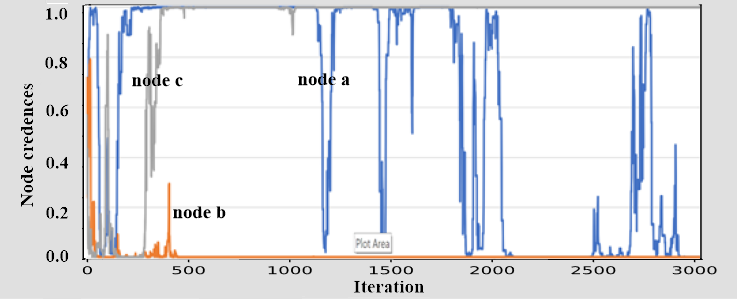 Node credences
1.0
0.8
0.6
0.4
0.2
0.0
node c
node a
node b
Plot Area
0 500 1000 1500 2000 2500 3000
Iteration